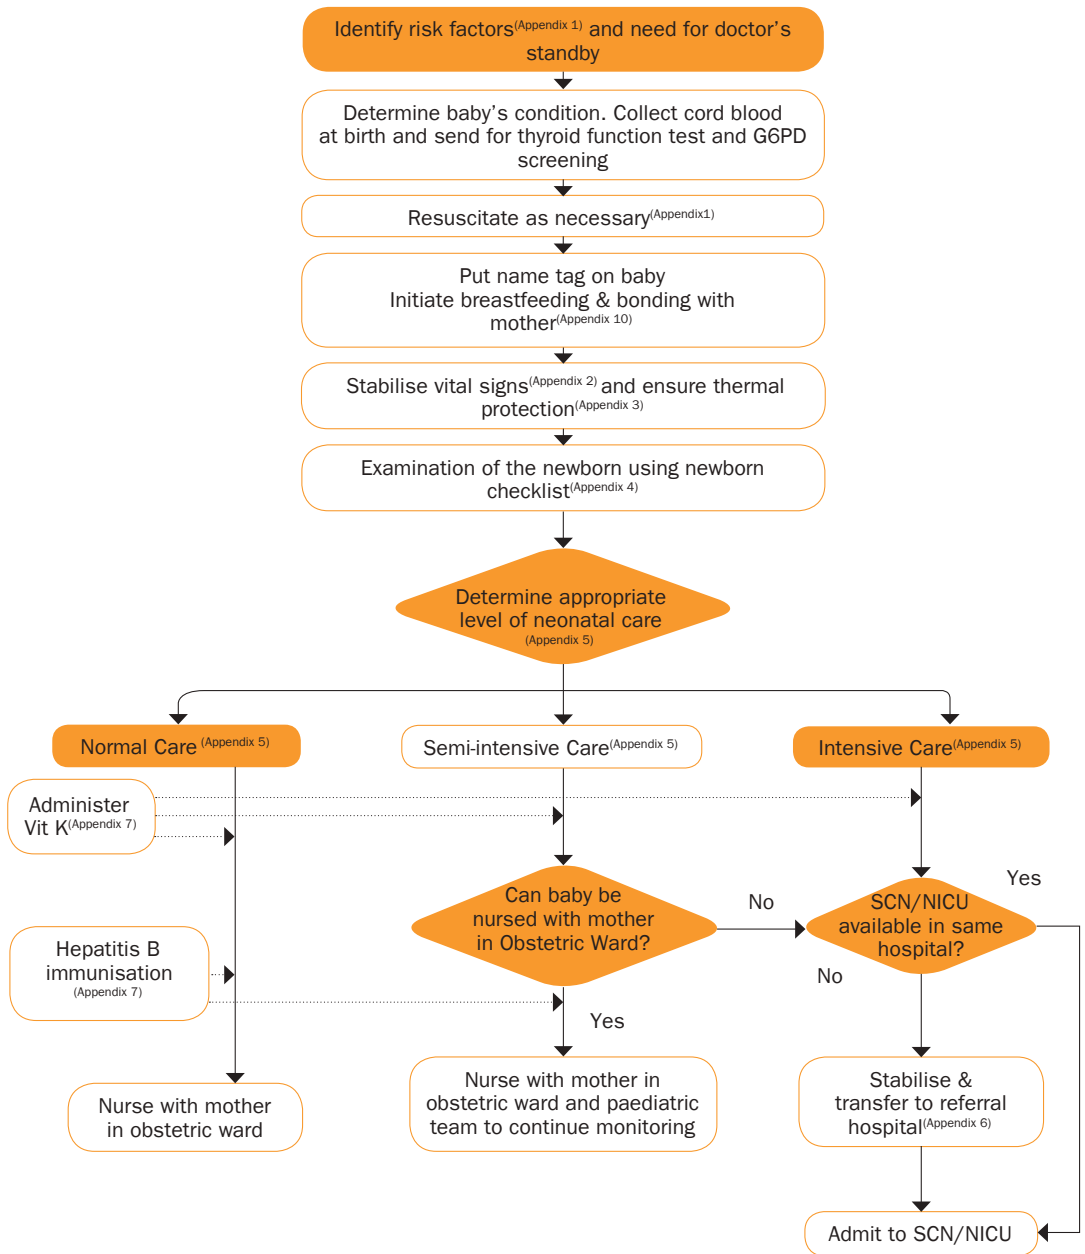 Identify risk factors(Appendix 1) and need for doctor's
standby
Determine baby's condition. Collect cord blood
at birth and send for thyroid function test and G6PD
screening
Resuscitate as necessary(Appendix1)
Put name tag on baby
Initiate breastfeeding & bonding with
mother(Appendix 10)
Stabilise vital signs(Appendix 2) and ensure thermal
protection(Appendix 3)
Examination of the newborn using newborn
checklist(Appendix 4)
Determine appropriate
level of neonatal care
(Appendix 5)
Normal Care (Appendix 5)
Semi-intensive Care(Appendix 5)
Intensive Care(Appendix 5)
Administer
Vit K(Appendix 7)
Can baby be
nursed with mother
in Obstetric Ward?
No
SCN/NICU
available in same
hospital?
Yes
No
Hepatitis B
immunisation
(Appendix 7)
Yes
Nurse with mother
in obstetric ward
Nurse with mother in
obstetric ward and paediatric
team to continue monitoring
Stabilise &
transfer to referral
hospital(Appendix 6)
Admit to SCN/NICU